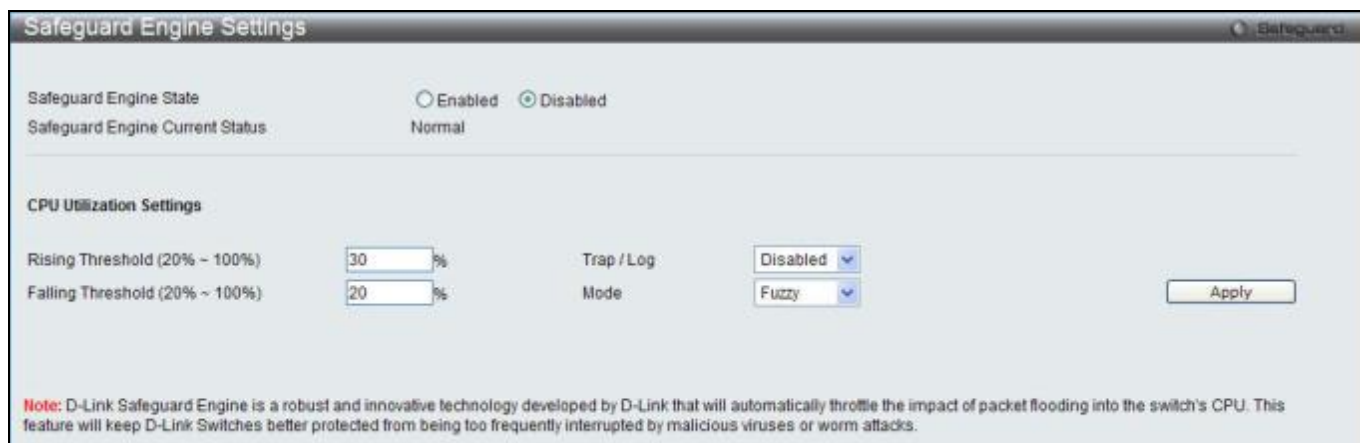 Safeguard Engine Settings
Safeguard
Safeguard Engine State Enabled Disabled
Safeguard Engine Current Status Normal
CPU Utilization Settings
Rising Threshold (20% ~ 100%) 30 % Trap / Log Disabled
Falling Threshold (20% ~ 100%) 20 % Mode Fuzzy Apply
Note: D-Link Safeguard Engine is a robust and innovative technology developed by D-Link that will automatically throttle the impact of packet flooding into the switch's CPU. This
feature will keep D-Link Switches better protected from being too frequently interrupted by malicious viruses or worm attacks.